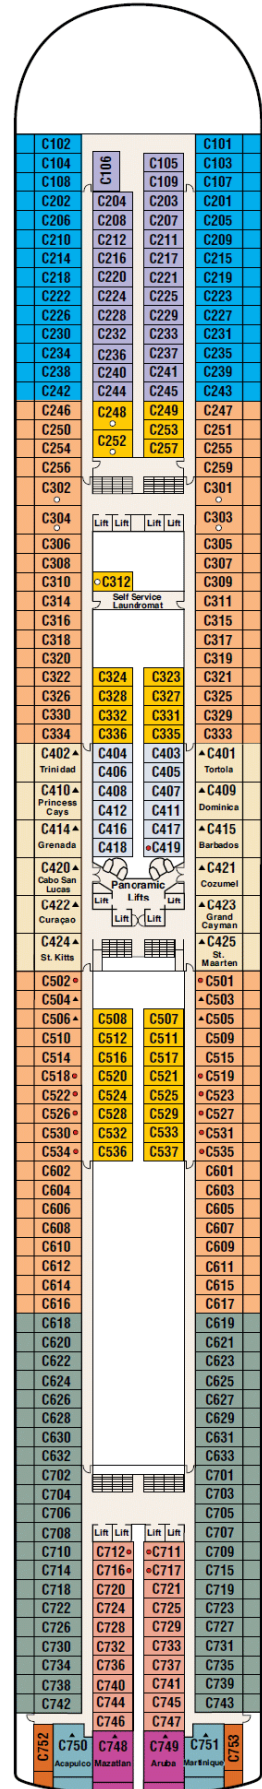 C102 C101
C104 C106 C105 C103
C108 C109 C107
C202 C204 C203 C201
C206 C208 C207 C205
C210 C212 C211 C209
C214 C216 C217 C215
C218 C220 C221 C219
C222 C224 C225 C223
C226 C228 C229 C227
C230 C232 C233 C231
C234 C236 C237 C235
C238 C240 C241 C239
C242 C244 C245 C243
C246 C248 C249 C247
C250 C253 C251
C254 C252 C257 C255
C256 C259
C302 C301
C304 Lift Lift Lift Lift C303
C306 C305
C308 C307
C310 C312 C309
C314 Self Service Laundromat C311
C316 C315
C318 C317
C320 C319
C322 C324 C323 C321
C326 C328 C327 C325
C330 C332 C331 C329
C334 C336 C335 C333
C402 C404 C403 C401
Trinidad C406 C405 Tortola
C410 C408 C407 C409
Princess Cays C412 C411 Dominica
C414 C416 C417 C415
Grenada C418 C419 Barbados
C420 C421
Cabo San Lucas Panoramic Lifts Cozumel
C422 Lift Lift C423
Curaçao Lift Lift Grand Cayman
C424 C425
St. Kitts St. Maarten
C502 C501
C504 C503
C506 C508 C507 C505
C510 C512 C511 C509
C514 C516 C517 C515
C518 C520 C521 C519
C522 C524 C525 C523
C526 C528 C529 C527
C530 C532 C533 C531
C534 C536 C537 C535
C602 C601
C604 C603
C606 C605
C608 C607
C610 C609
C612 C611
C614 C615
C616 C617
C618 C619
C620 C621
C622 C623
C624 C625
C626 C627
C628 C629
C630 C631
C632 C633
C702 C701
C704 C703
C706 C705
C708 Lift Lift Lift Lift C707
C710 C712 C711 C709
C714 C716 C717 C715
C718 C720 C721 C719
C722 C724 C725 C723
C726 C728 C729 C727
C730 C732 C733 C731
C734 C736 C737 C735
C738 C740 C741 C739
C742 C744 C745 C743
C746 C747
C752 C750 C748 C749 C751 C753
Acapulco Mazatlan Aruba Martinique